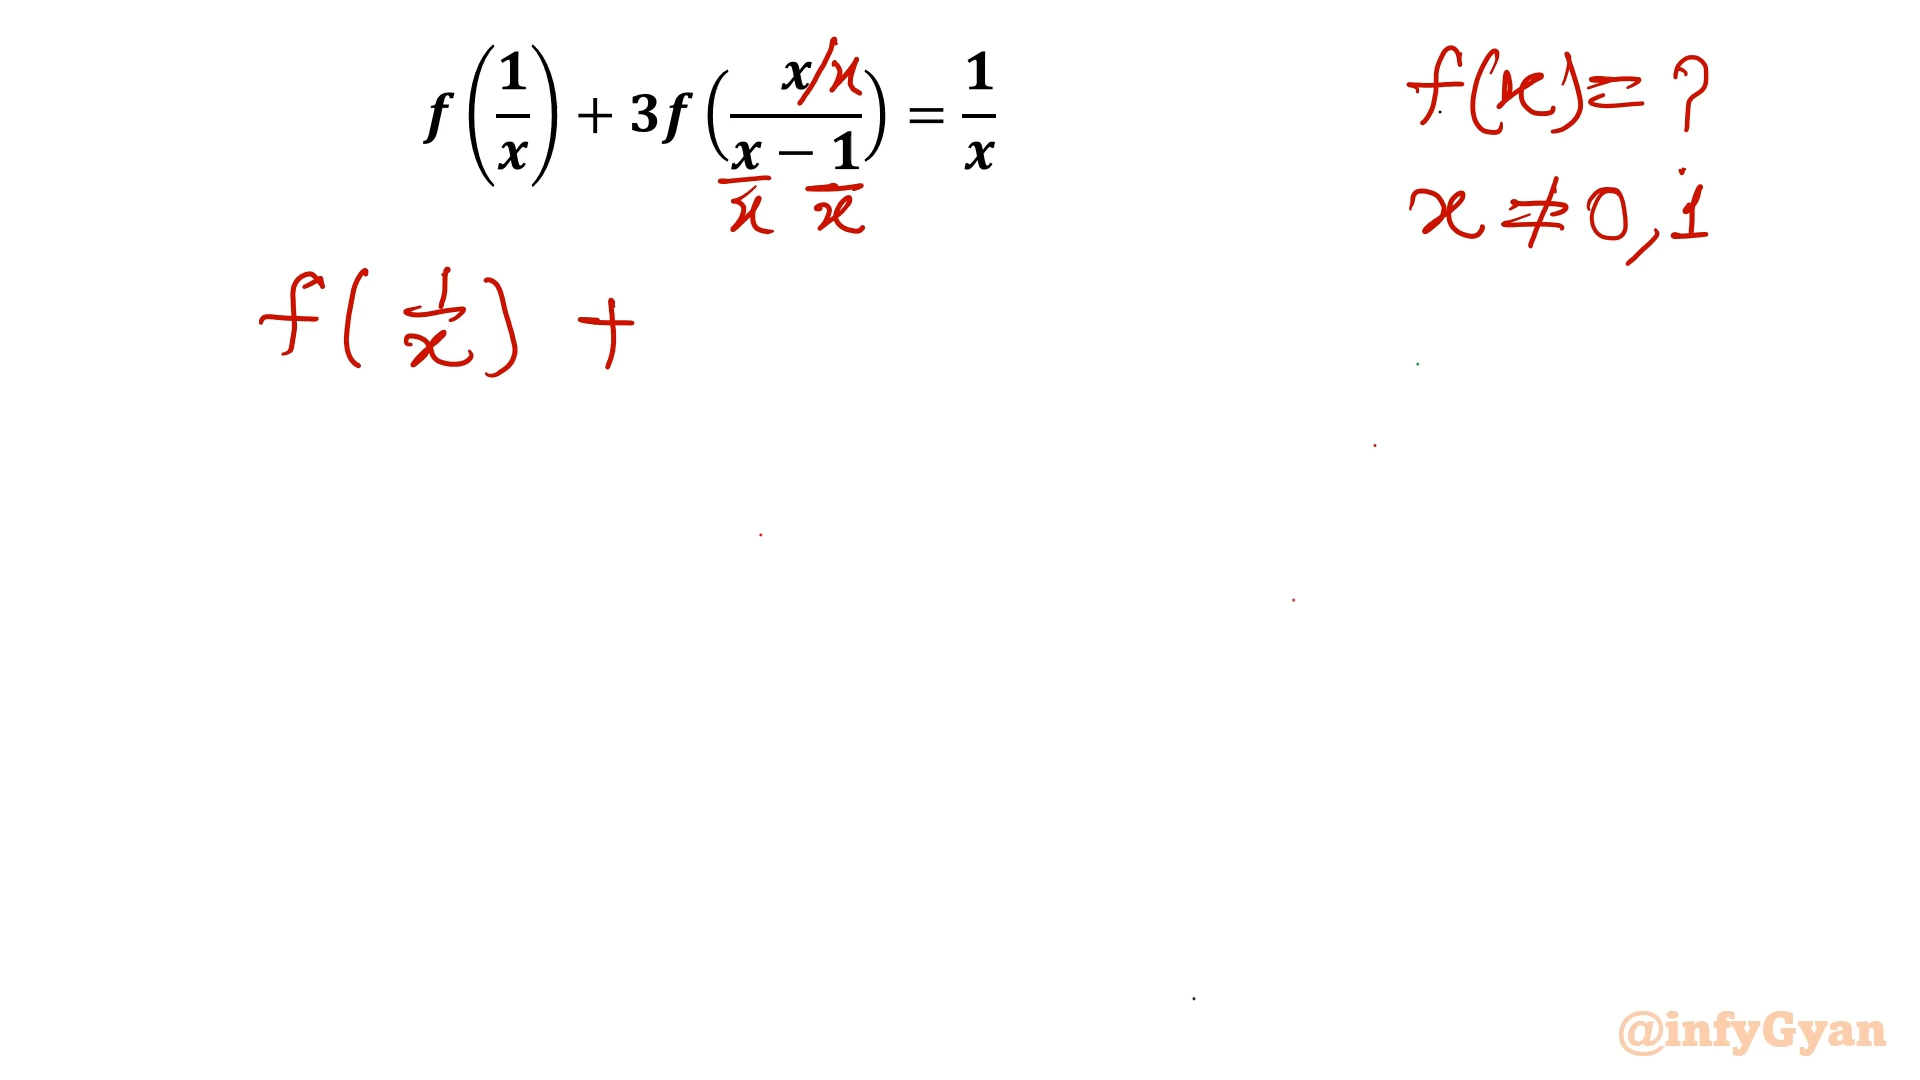 f(1/x) + 3f((x/x)/(x/x − 1/x)) = 1/x
f(x) = ?
x ≠ 0, 1
f(1/x) +
@infyGyan